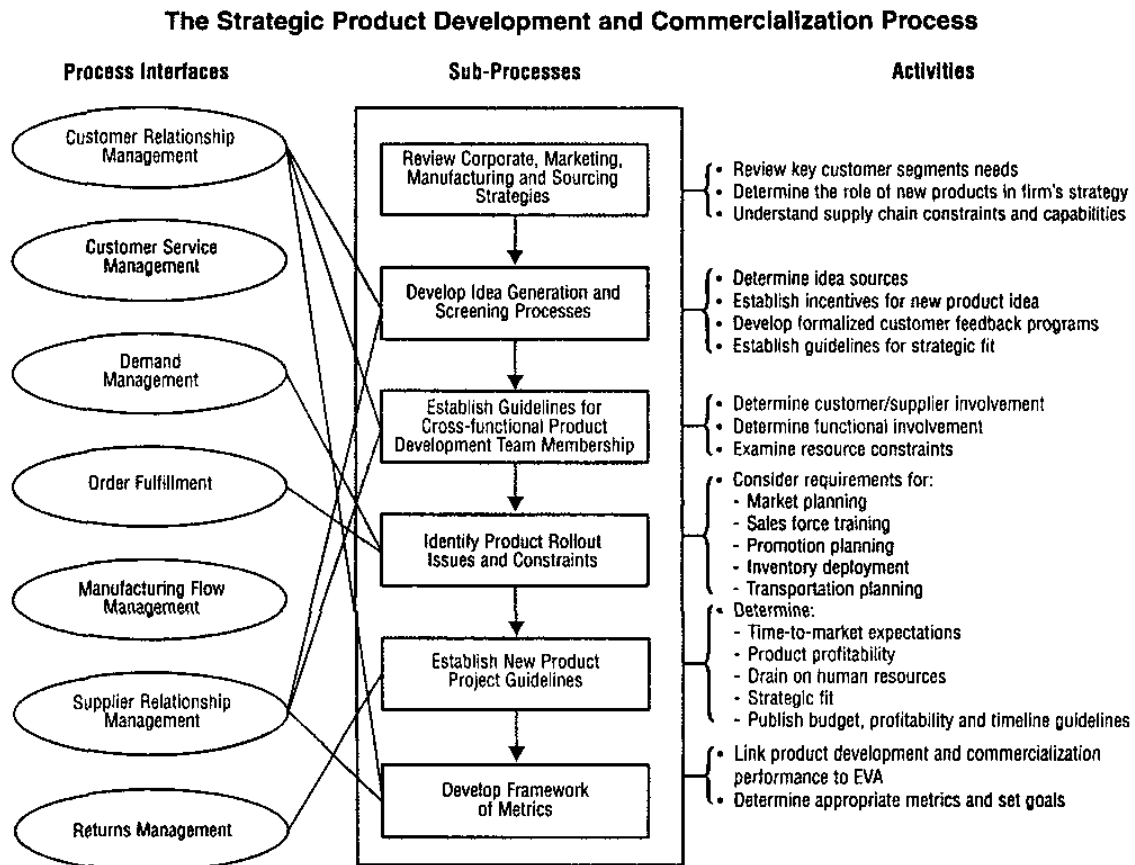 The Strategic Product Development and Commercialization Process
Process Interfaces
Sub-Processes
Activities
Customer Relationship
Management
Customer Service
Management
Demand
Management
Order Fulfillment
Manufacturing Flow
Management
Supplier Relationship
Management
Returns Management
Review Corporate, Marketing,
Manufacturing and Sourcing
Strategies
Develop Idea Generation and
Screening Processes
Establish Guidelines for
Cross-functional Product
Development Team Membership
Identify Product Rollout
Issues and Constraints
Establish New Product
Project Guidelines
Develop Framework
of Metrics
• Review key customer segments needs
• Determine the role of new products in firm's strategy
• Understand supply chain constraints and capabilities
• Determine idea sources
• Establish incentives for new product idea
• Develop formalized customer feedback programs
• Establish guidelines for strategic fit
• Determine customer/supplier involvement
• Determine functional involvement
• Examine resource constraints
• Consider requirements for:
- Market planning
- Sales force training
- Promotion planning
- Inventory deployment
- Transportation planning
• Determine:
- Time-to-market expectations
- Product profitability
- Drain on human resources
- Strategic fit
- Publish budget, profitability and timeline guidelines
• Link product development and commercialization
performance to EVA
• Determine appropriate metrics and set goals